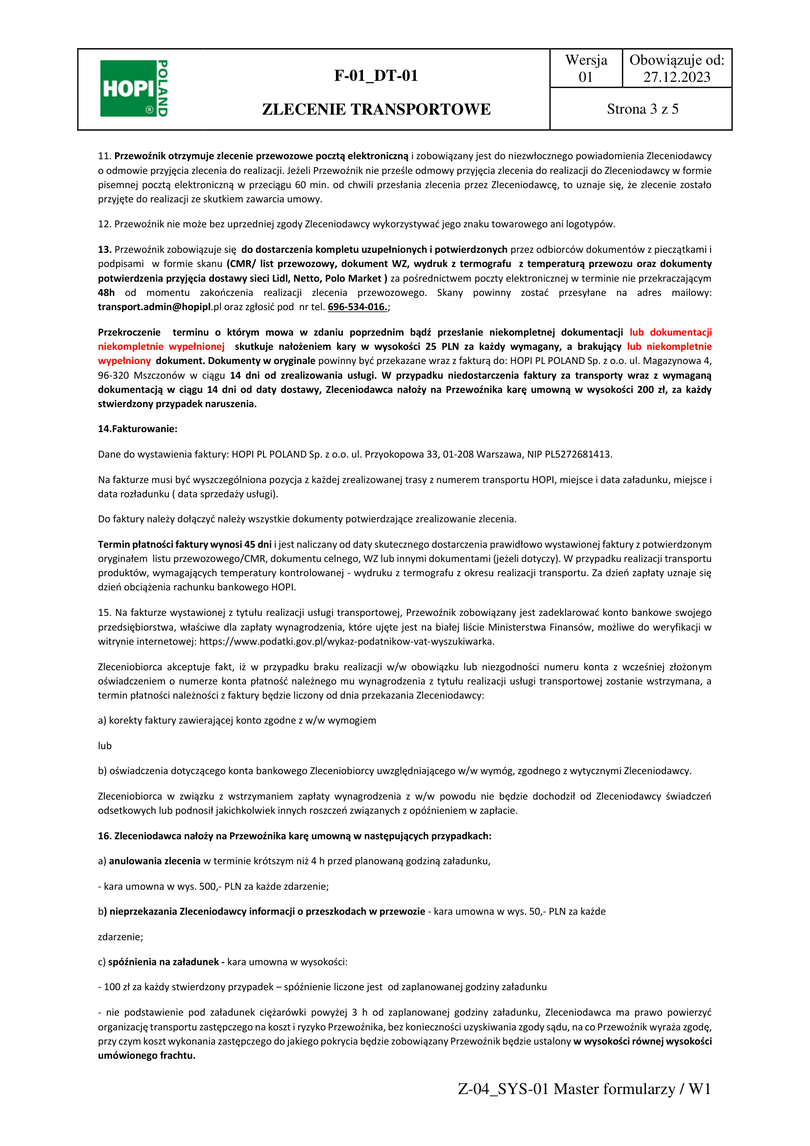 HOPI
POLAND
®
F-01_DT-01
ZLECENIE TRANSPORTOWE
Wersja
01
Obowiązuje od:
27.12.2023
Strona 3 z 5
11. Przewoźnik otrzymuje zlecenie przewozowe pocztą elektroniczną i zobowiązany jest do niezwłocznego powiadomienia Zleceniodawcy
o odmowie przyjęcia zlecenia do realizacji. Jeżeli Przewoźnik nie prześle odmowy przyjęcia zlecenia do realizacji do Zleceniodawcy w formie
pisemnej pocztą elektroniczną w przeciągu 60 min. od chwili przesłania zlecenia przez Zleceniodawcę, to uznaje się, że zlecenie zostało
przyjęte do realizacji ze skutkiem zawarcia umowy.
12. Przewoźnik nie może bez uprzedniej zgody Zleceniodawcy wykorzystywać jego znaku towarowego ani logotypów.
13. Przewoźnik zobowiązuje się do dostarczenia kompletu uzupełnionych i potwierdzonych przez odbiorców dokumentów z pieczątkami i
podpisami w formie skanu (CMR/ list przewozowy, dokument WZ, wydruk z termografu z temperaturą przewozu oraz dokumenty
potwierdzenia przyjęcia dostawy sieci Lidl, Netto, Polo Market ) za pośrednictwem poczty elektronicznej w terminie nie przekraczającym
48h od momentu zakończenia realizacji zlecenia przewozowego. Skany powinny zostać przesyłane na adres mailowy:
transport.admin@hopipl.pl oraz zgłosić pod nr tel. 696-534-016.;
Przekroczenie terminu o którym mowa w zdaniu poprzednim bądź przesłanie niekompletnej dokumentacji lub dokumentacji
niekompletnie wypełnionej skutkuje nałożeniem kary w wysokości 25 PLN za każdy wymagany, a brakujący lub niekompletnie
wypełniony dokument. Dokumenty w oryginale powinny być przekazane wraz z fakturą do: HOPI PL POLAND Sp. z o.o. ul. Magazynowa 4,
96-320 Mszczonów w ciągu 14 dni od zrealizowania usługi. W przypadku niedostarczenia faktury za transporty wraz z wymaganą
dokumentacją w ciągu 14 dni od daty dostawy, Zleceniodawca nałoży na Przewoźnika karę umowną w wysokości 200 zł, za każdy
stwierdzony przypadek naruszenia.
14.Fakturowanie:
Dane do wystawienia faktury: HOPI PL POLAND Sp. z o.o. ul. Przyokopowa 33, 01-208 Warszawa, NIP PL5272681413.
Na fakturze musi być wyszczególniona pozycja z każdej zrealizowanej trasy z numerem transportu HOPI, miejsce i data załadunku, miejsce i
data rozładunku ( data sprzedaży usługi).
Do faktury należy dołączyć należy wszystkie dokumenty potwierdzające zrealizowanie zlecenia.
Termin płatności faktury wynosi 45 dni i jest naliczany od daty skutecznego dostarczenia prawidłowo wystawionej faktury z potwierdzonym
oryginałem listu przewozowego/CMR, dokumentu celnego, WZ lub innymi dokumentami (jeżeli dotyczy). W przypadku realizacji transportu
produktów, wymagających temperatury kontrolowanej - wydruku z termografu z okresu realizacji transportu. Za dzień zapłaty uznaje się
dzień obciążenia rachunku bankowego HOPI.
15. Na fakturze wystawionej z tytułu realizacji usługi transportowej, Przewoźnik zobowiązany jest zadeklarować konto bankowe swojego
przedsiębiorstwa, właściwe dla zapłaty wynagrodzenia, które ujęte jest na białej liście Ministerstwa Finansów, możliwe do weryfikacji w
witrynie internetowej: https://www.podatki.gov.pl/wykaz-podatnikow-vat-wyszukiwarka.
Zleceniobiorca akceptuje fakt, iż w przypadku braku realizacji w/w obowiązku lub niezgodności numeru konta z wcześniej złożonym
oświadczeniem o numerze konta płatność należnego mu wynagrodzenia z tytułu realizacji usługi transportowej zostanie wstrzymana, a
termin płatności należności z faktury będzie liczony od dnia przekazania Zleceniodawcy:
a) korekty faktury zawierającej konto zgodne z w/w wymogiem
lub
b) oświadczenia dotyczącego konta bankowego Zleceniobiorcy uwzględniającego w/w wymóg, zgodnego z wytycznymi Zleceniodawcy.
Zleceniobiorca w związku z wstrzymaniem zapłaty wynagrodzenia z w/w powodu nie będzie dochodził od Zleceniodawcy świadczeń
odsetkowych lub podnosił jakichkolwiek innych roszczeń związanych z opóźnieniem w zapłacie.
16. Zleceniodawca nałoży na Przewoźnika karę umowną w następujących przypadkach:
a) anulowania zlecenia w terminie krótszym niż 4 h przed planowaną godziną załadunku,
- kara umowna w wys. 500,- PLN za każde zdarzenie;
b) nieprzekazania Zleceniodawcy informacji o przeszkodach w przewozie - kara umowna w wys. 50,- PLN za każde
zdarzenie;
c) spóźnienia na załadunek - kara umowna w wysokości:
- 100 zł za każdy stwierdzony przypadek – spóźnienie liczone jest od zaplanowanej godziny załadunku
- nie podstawienie pod załadunek ciężarówki powyżej 3 h od zaplanowanej godziny załadunku, Zleceniodawca ma prawo powierzyć
organizację transportu zastępczego na koszt i ryzyko Przewoźnika, bez konieczności uzyskiwania zgody sądu, na co Przewoźnik wyraża zgodę,
przy czym koszt wykonania zastępczego do jakiego pokrycia będzie zobowiązany Przewoźnik będzie ustalony w wysokości równej wysokości
umówionego frachtu.
Z-04_SYS-01 Master formularzy / W1